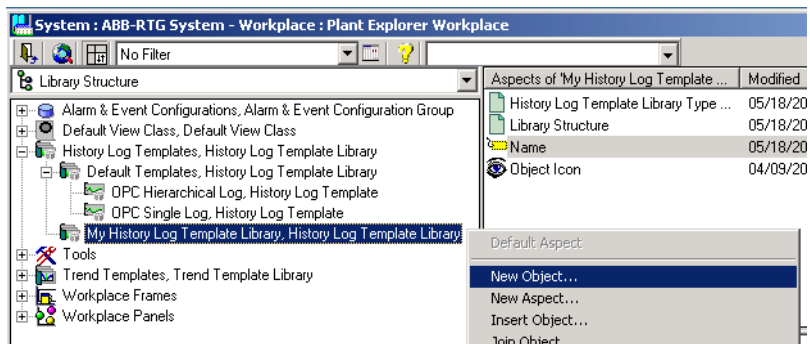 System : ABB-RTG System - Workplace : Plant Explorer Workplace
No Filter
Library Structure
Alarm & Event Configurations, Alarm & Event Configuration Group
Default View Class, Default View Class
History Log Templates, History Log Template Library
Default Templates, History Log Template Library
OPC Hierarchical Log, History Log Template
OPC Single Log, History Log Template
My History Log Template Library, History Log Template Library
Tools
Trend Templates, Trend Template Library
Workplace Frames
Workplace Panels
Aspects of 'My History Log Template ... Modified
History Log Template Library Type ... 05/18/20
Library Structure 05/18/20
Name 05/18/20
Object Icon 04/09/20
Default Aspect
New Object...
New Aspect...
Insert Object...
Join Object